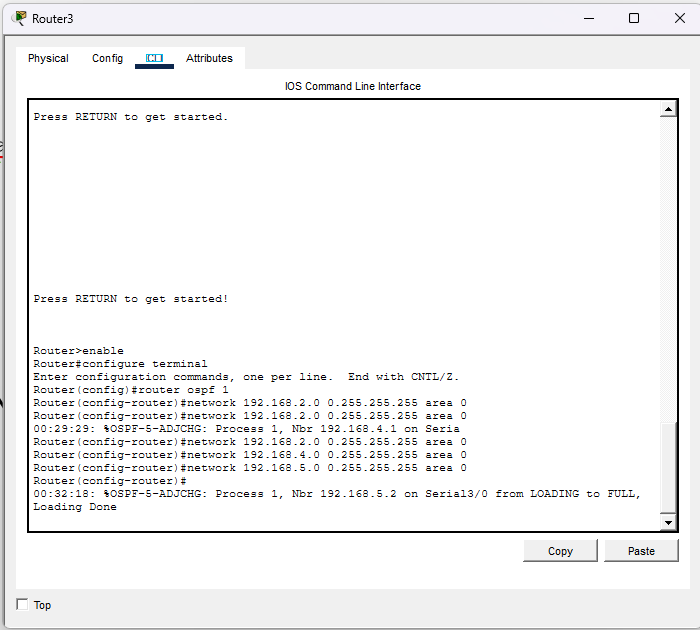 Router3
Physical
Config
CLI
Attributes
IOS Command Line Interface
Press RETURN to get started.
Press RETURN to get started!
Router>enable
Router#configure terminal
Enter configuration commands, one per line.  End with CNTL/Z.
Router(config)#router ospf 1
Router(config-router)#network 192.168.2.0 0.255.255.255 area 0
Router(config-router)#network 192.168.2.0 0.255.255.255 area 0
00:29:29: %OSPF-5-ADJCHG: Process 1, Nbr 192.168.4.1 on Seria
Router(config-router)#network 192.168.2.0 0.255.255.255 area 0
Router(config-router)#network 192.168.4.0 0.255.255.255 area 0
Router(config-router)#network 192.168.5.0 0.255.255.255 area 0
Router(config-router)#
00:32:18: %OSPF-5-ADJCHG: Process 1, Nbr 192.168.5.2 on Serial3/0 from LOADING to FULL,
Loading Done
Copy
Paste
Top